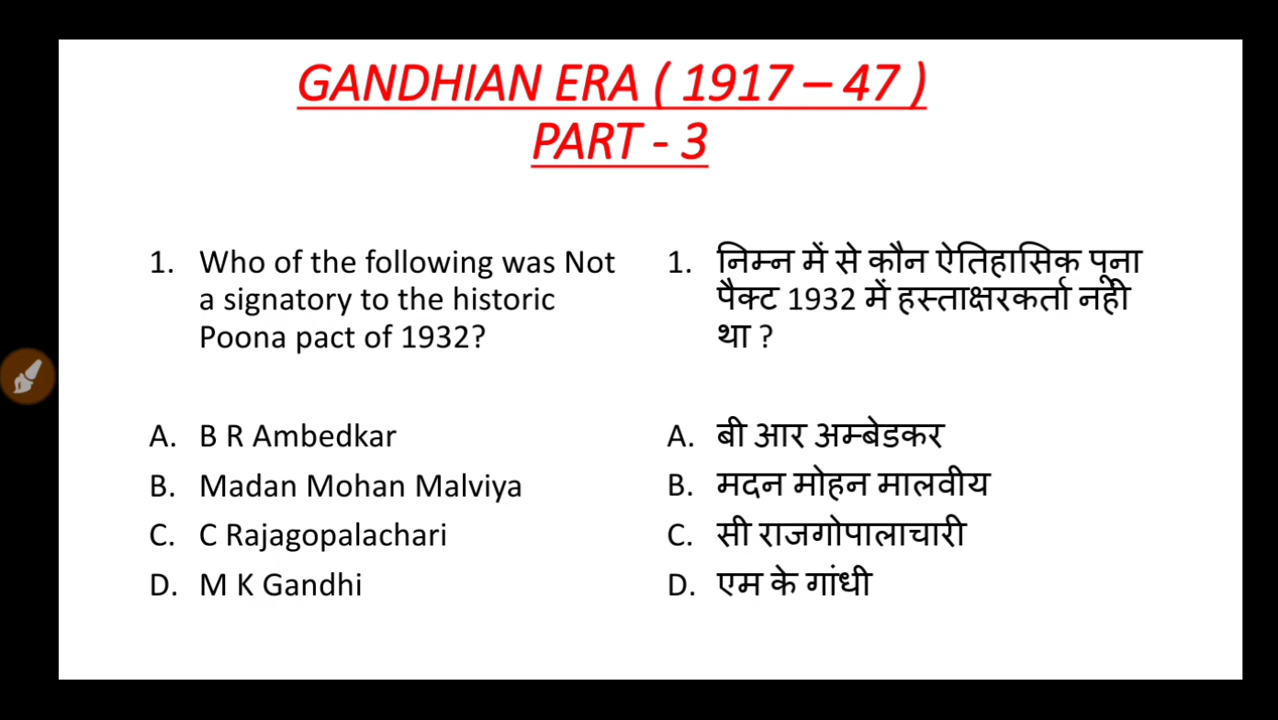 GANDHIAN ERA ( 1917 – 47 )
PART - 3
1. Who of the following was Not
a signatory to the historic
Poona pact of 1932?
A. B R Ambedkar
B. Madan Mohan Malviya
C. C Rajagopalachari
D. M K Gandhi
1. निम्न में से कौन ऐतिहासिक पूना
पैक्ट 1932 में हस्ताक्षरकर्ता नही
था ?
A. बी आर अम्बेडकर
B. मदन मोहन मालवीय
C. सी राजगोपालाचारी
D. एम के गांधी